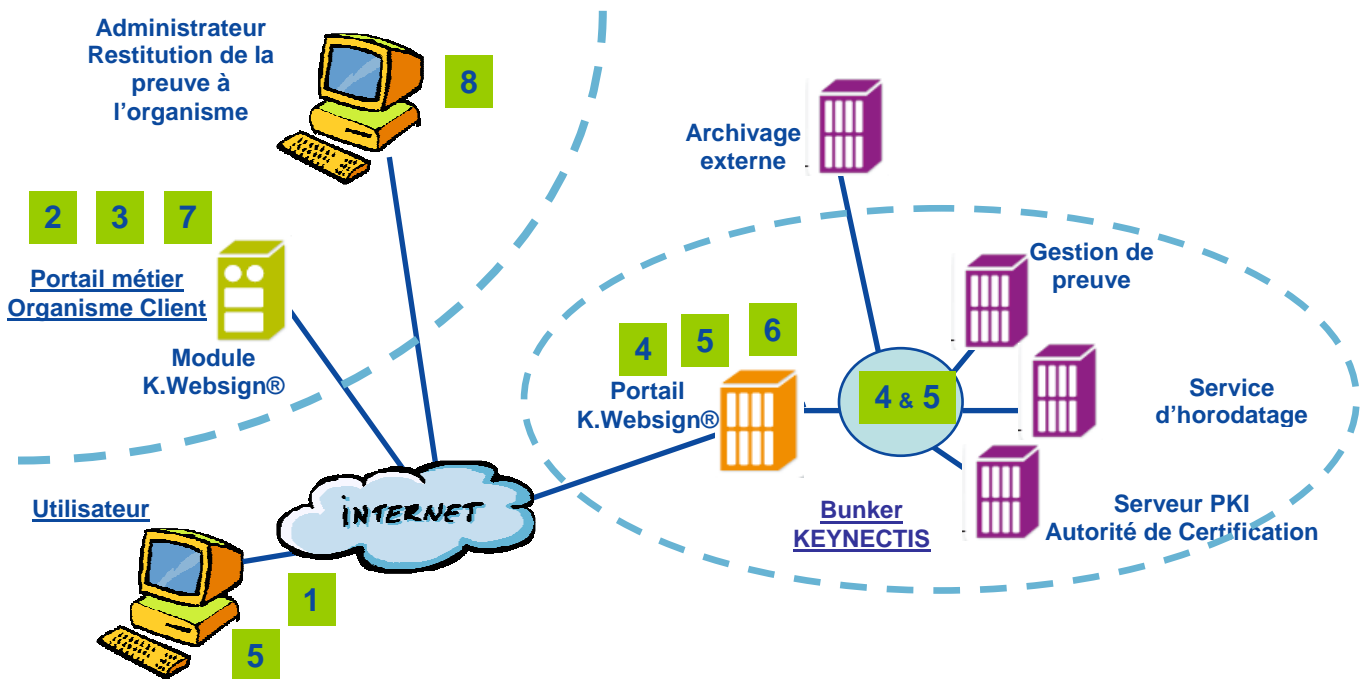 Administrateur
Restitution de la
preuve à
l'organisme
8
2 3 7
Portail métier
Organisme Client
Module
K.Websign®
Archivage
externe
Gestion de
preuve
4 5 6
Portail
K.Websign®
4 & 5
Service
d'horodatage
Bunker
KEYNECTIS
Serveur PKI
Autorité de Certification
INTERNET
Utilisateur
1
5